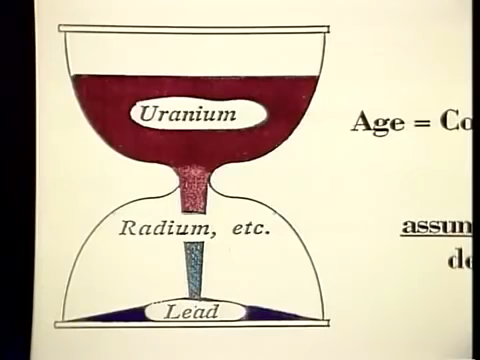 Uranium
Age = Co
Radium, etc.
assum
de
Lead